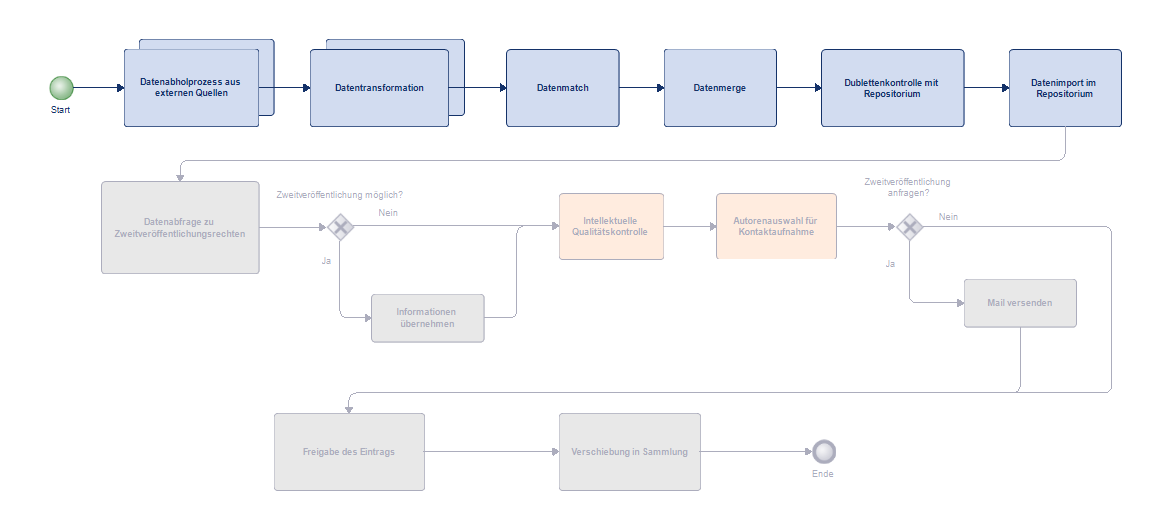 Start
Datenabholprozess aus
externen Quellen
Datentransformation
Datenmatch
Datenmerge
Dublettenkontrolle mit
Repositorium
Datenimport im
Repositorium
Datenabfrage zu
Zweitveröffentlichungsrechten
Zweitveröffentlichung möglich?
Nein
Ja
Informationen
übernehmen
Intellektuelle
Qualitätskontrolle
Autorenauswahl für
Kontaktaufnahme
Zweitveröffentlichung
anfragen?
Nein
Ja
Mail versenden
Freigabe des Eintrags
Verschiebung in Sammlung
Ende